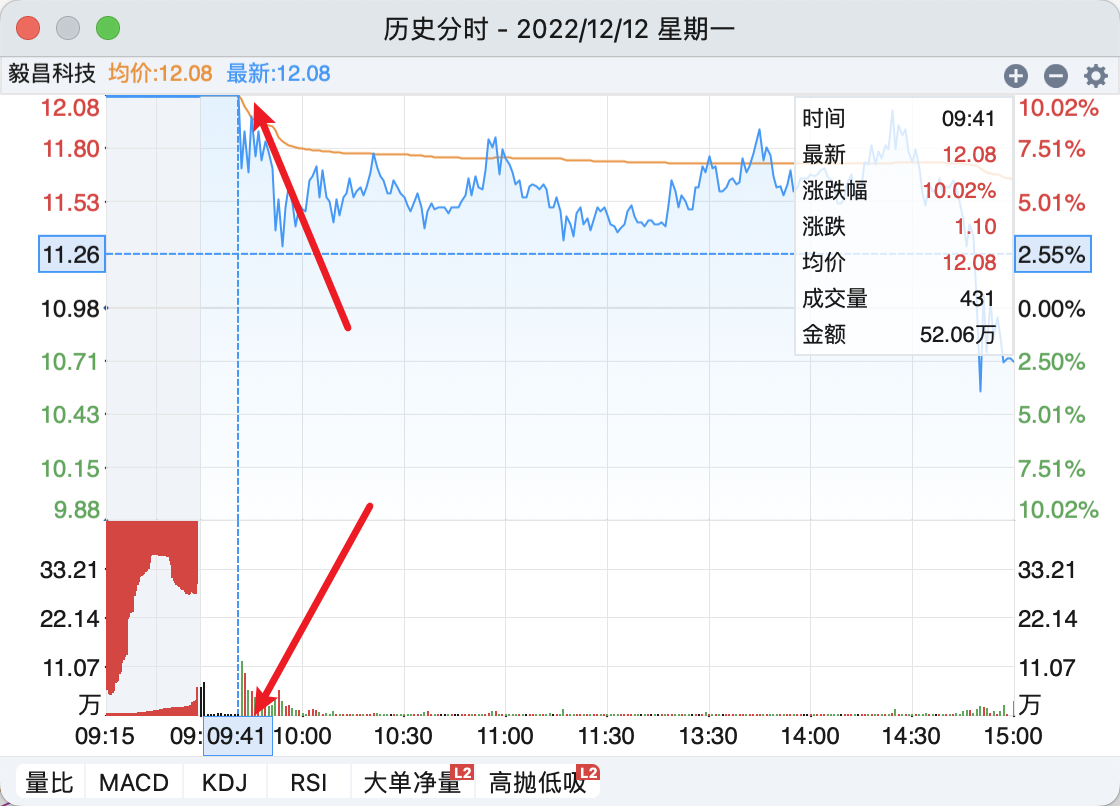 历史分时 - 2022/12/12 星期一
毅昌科技 均价:12.08 最新:12.08
12.08
11.80
11.53
11.26
10.98
10.71
10.43
10.15
9.88
33.21
22.14
11.07
万
时间 09:41
最新 12.08
涨跌幅 10.02%
涨跌 1.10
均价 12.08
成交量 431
金额 52.06万
10.02%
7.51%
5.01%
2.55%
0.00%
2.50%
5.01%
7.51%
10.02%
33.21
22.14
11.07
万
09:15 09:41 10:00 10:30 11:00 11:30 13:30 14:00 14:30 15:00
量比 MACD KDJ RSI 大单净量 L2 高抛低吸 L2